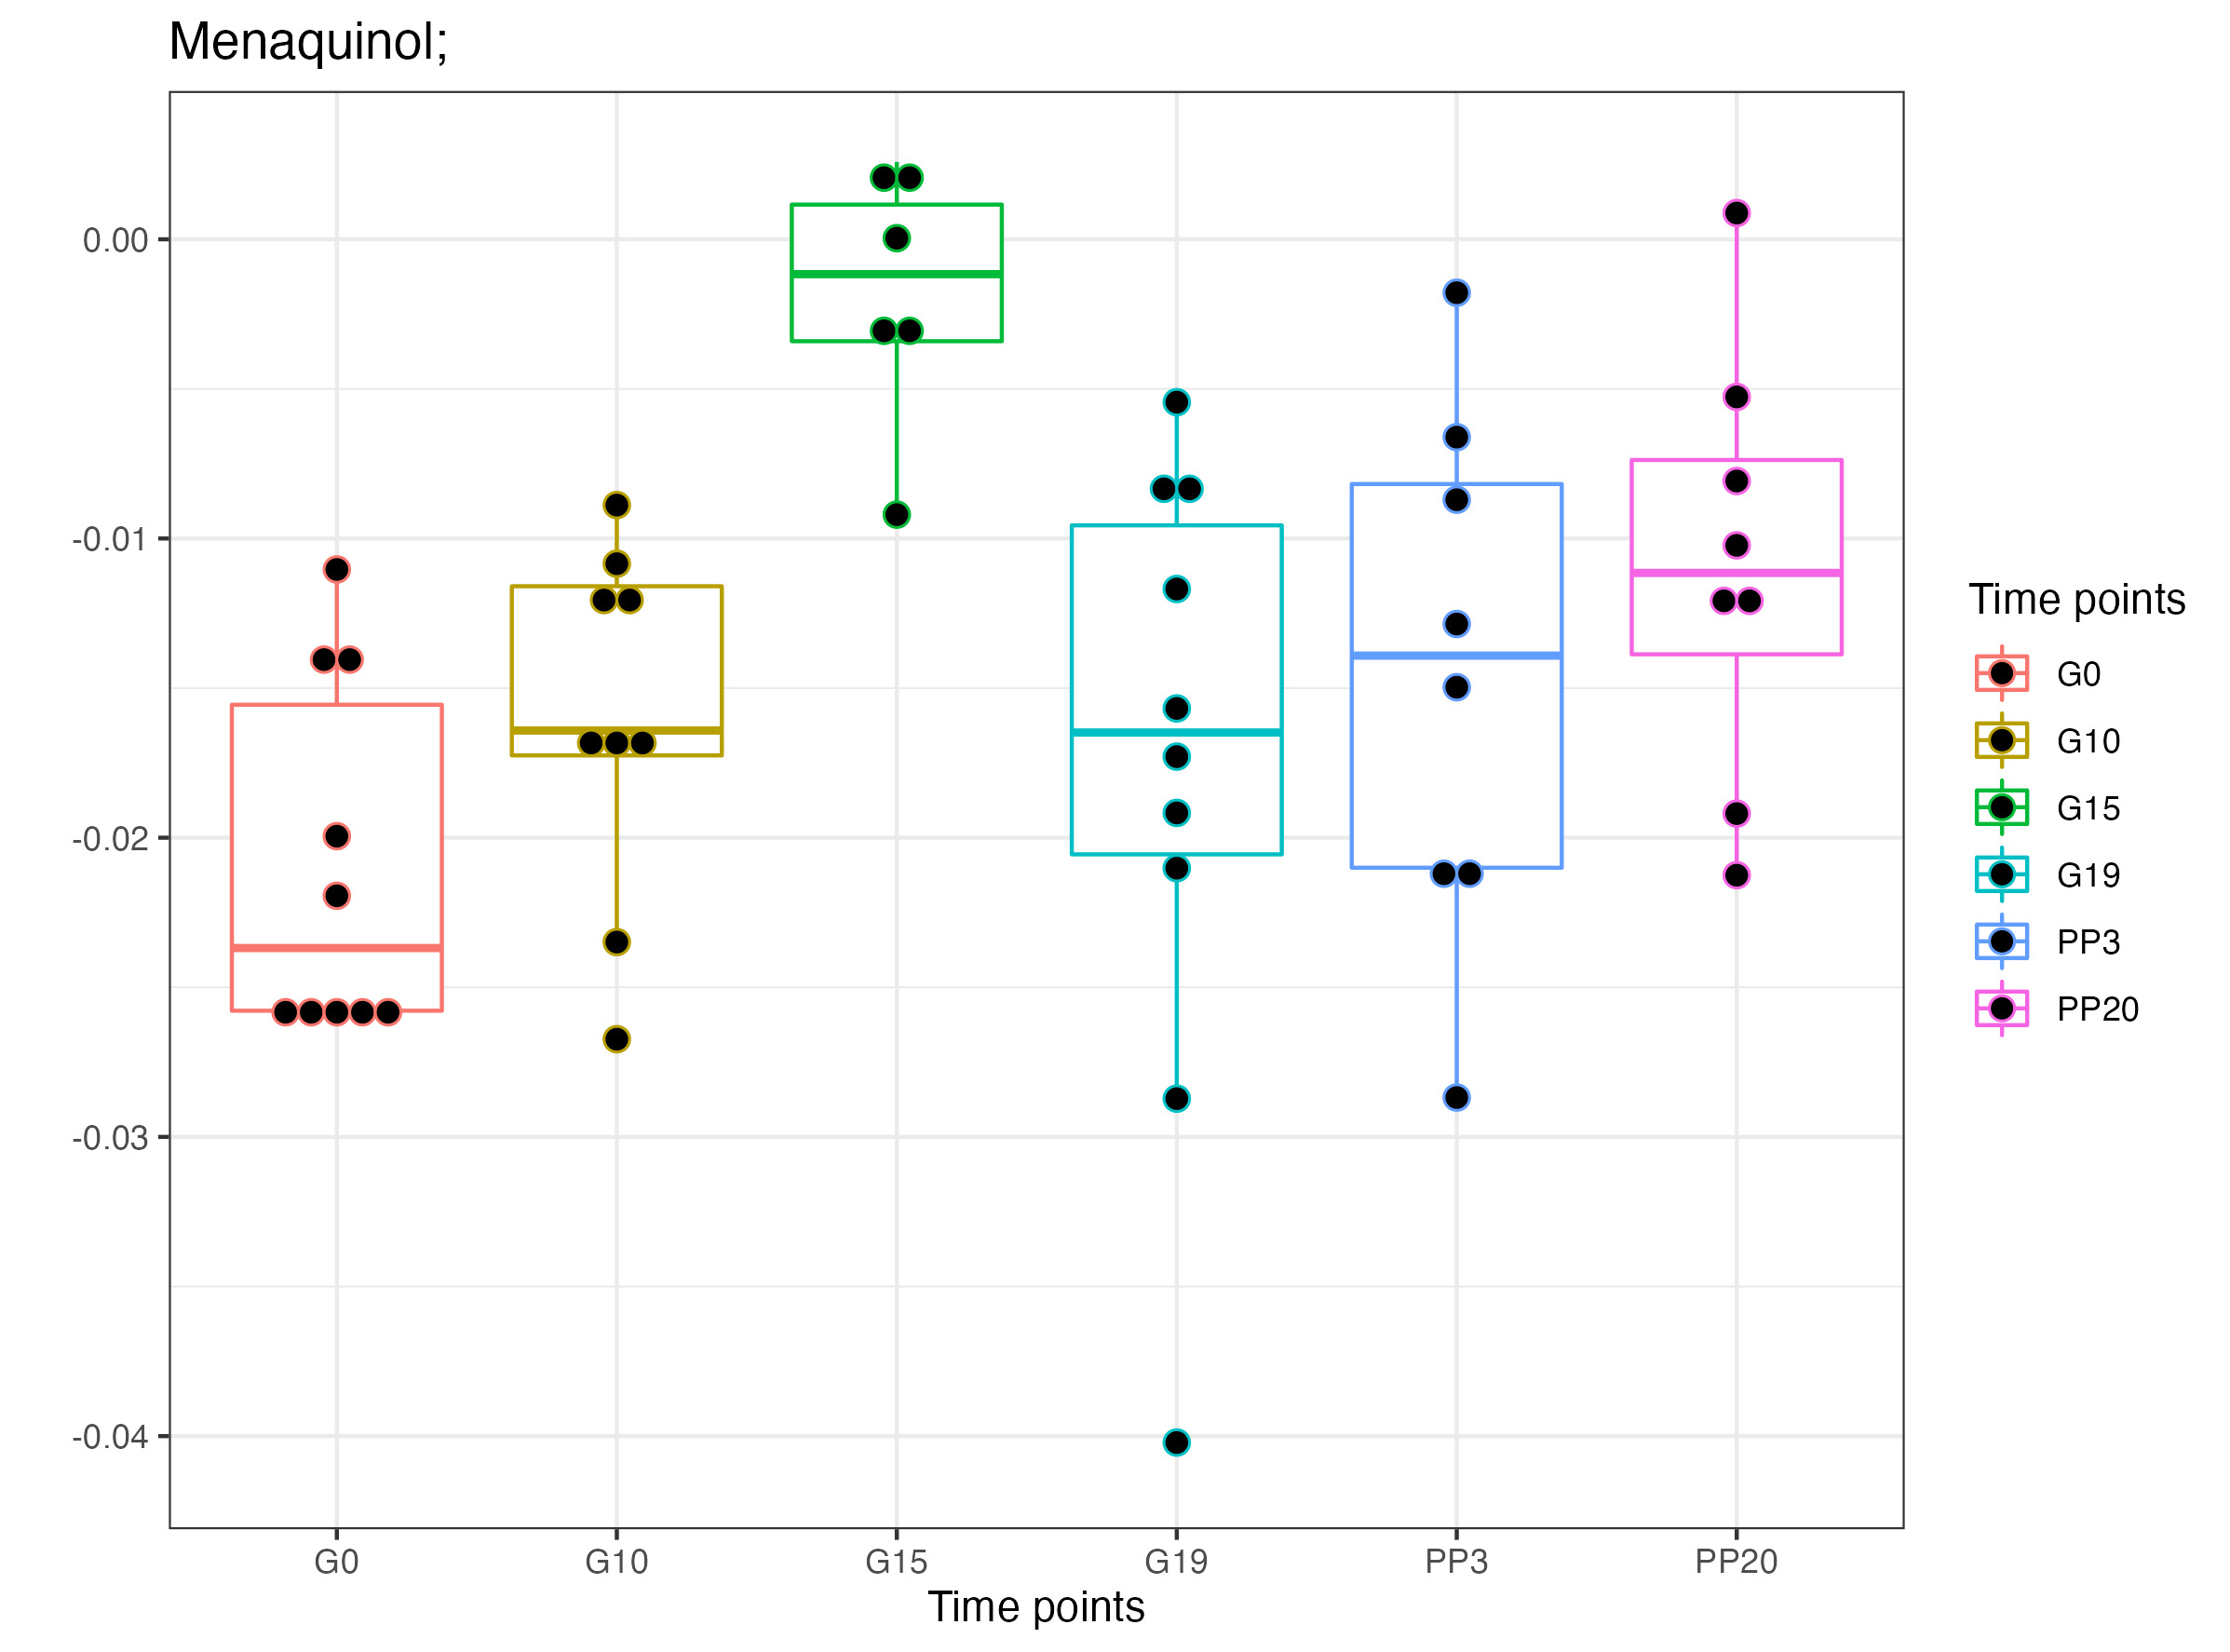 Menaquinol;
0.00
-0.01
-0.02
-0.03
-0.04
G0 G10 G15 G19 PP3 PP20
Time points
Time points
G0
G10
G15
G19
PP3
PP20